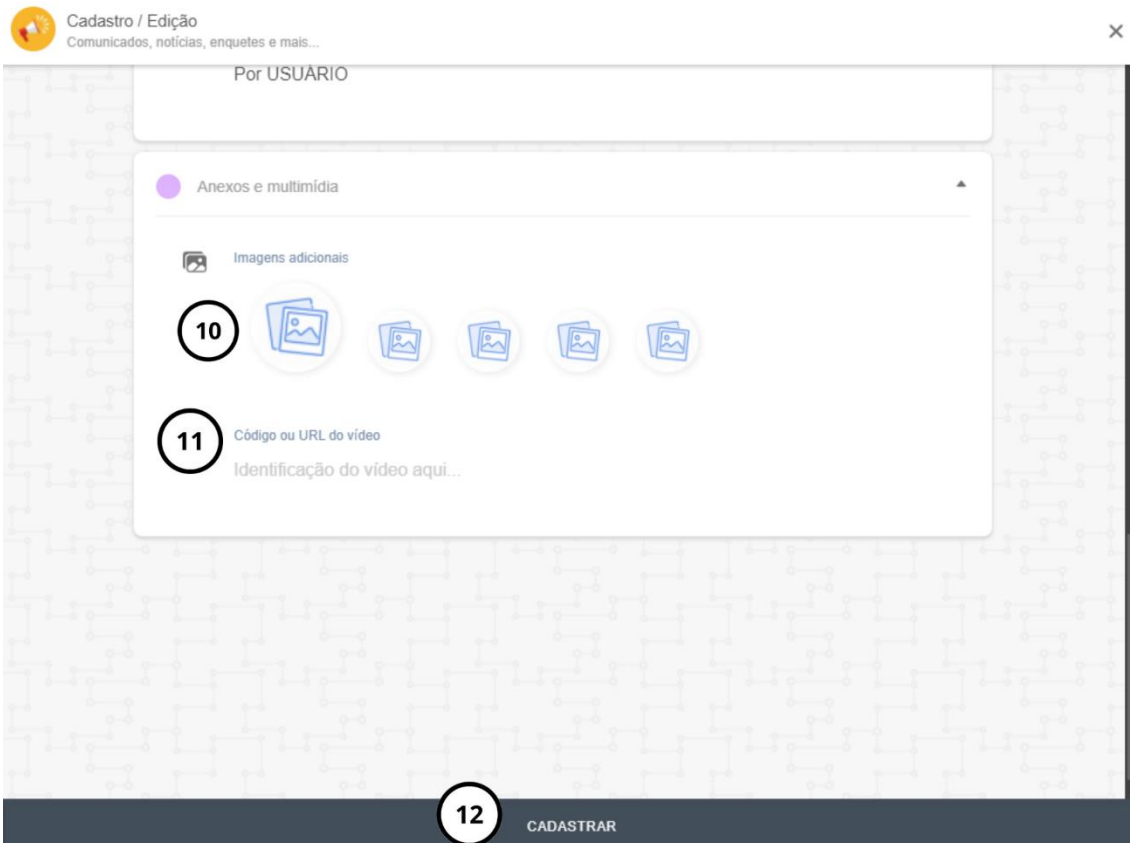 Cadastro / Edição
Comunicados, notícias, enquetes e mais...
Por USUÁRIO
Anexos e multimídia
Imagens adicionais
10
11
Código ou URL do vídeo
Identificação do vídeo aqui...
12
CADASTRAR